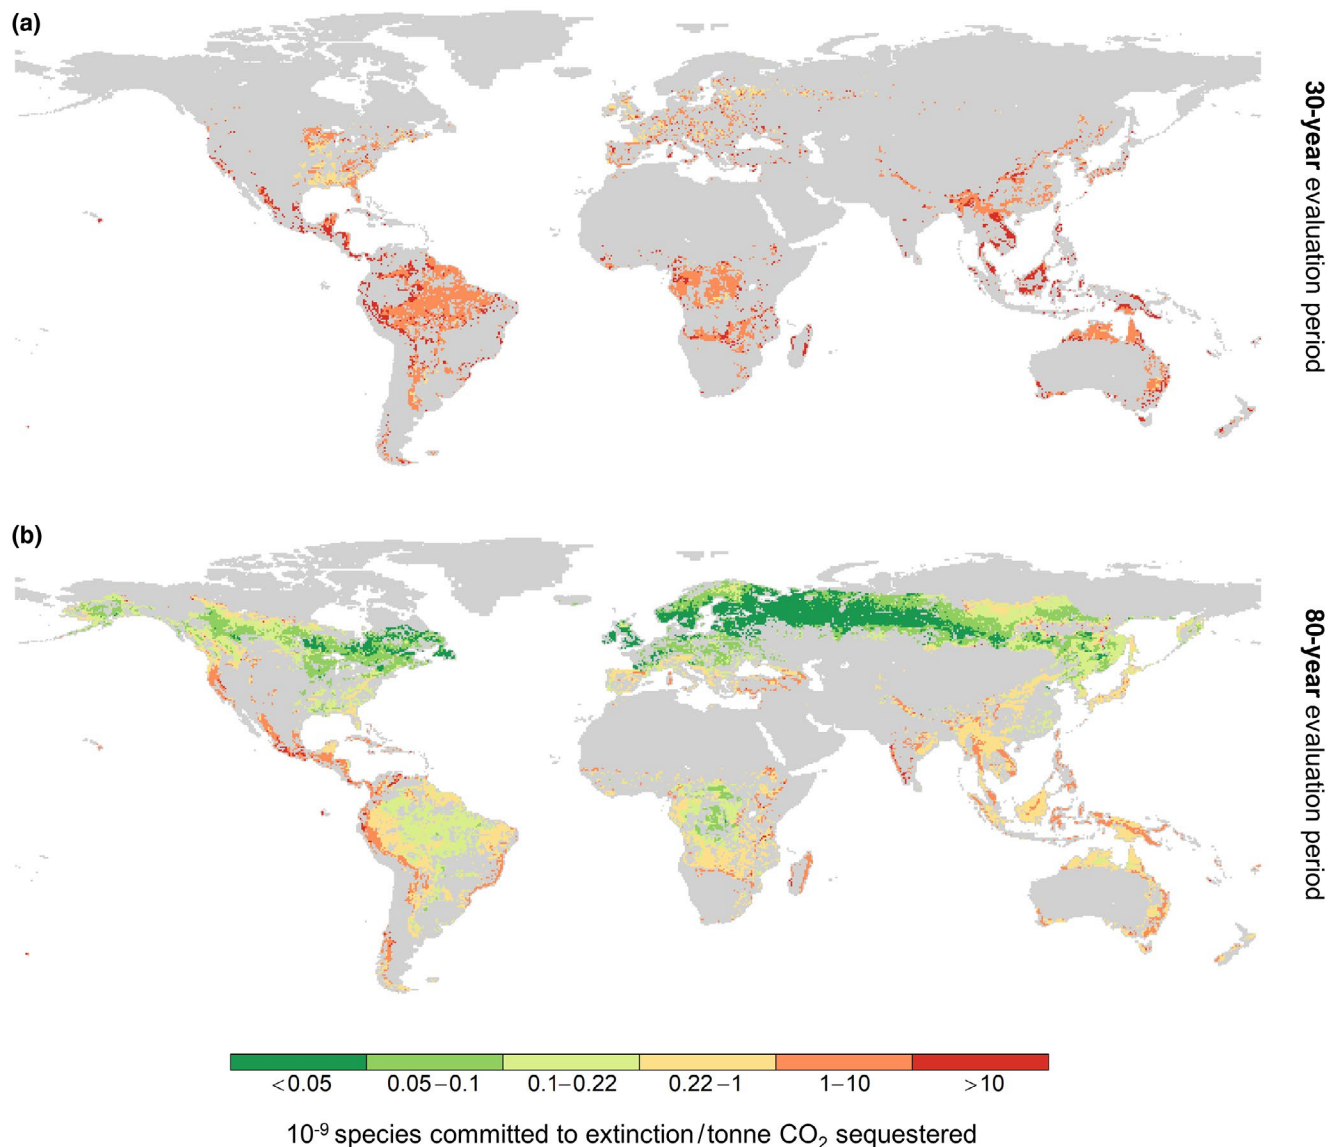 (a)
30-year evaluation period
(b)
80-year evaluation period
<0.05 0.05–0.1 0.1–0.22 0.22–1 1–10 >10
10⁻⁹ species committed to extinction/tonne CO₂ sequestered